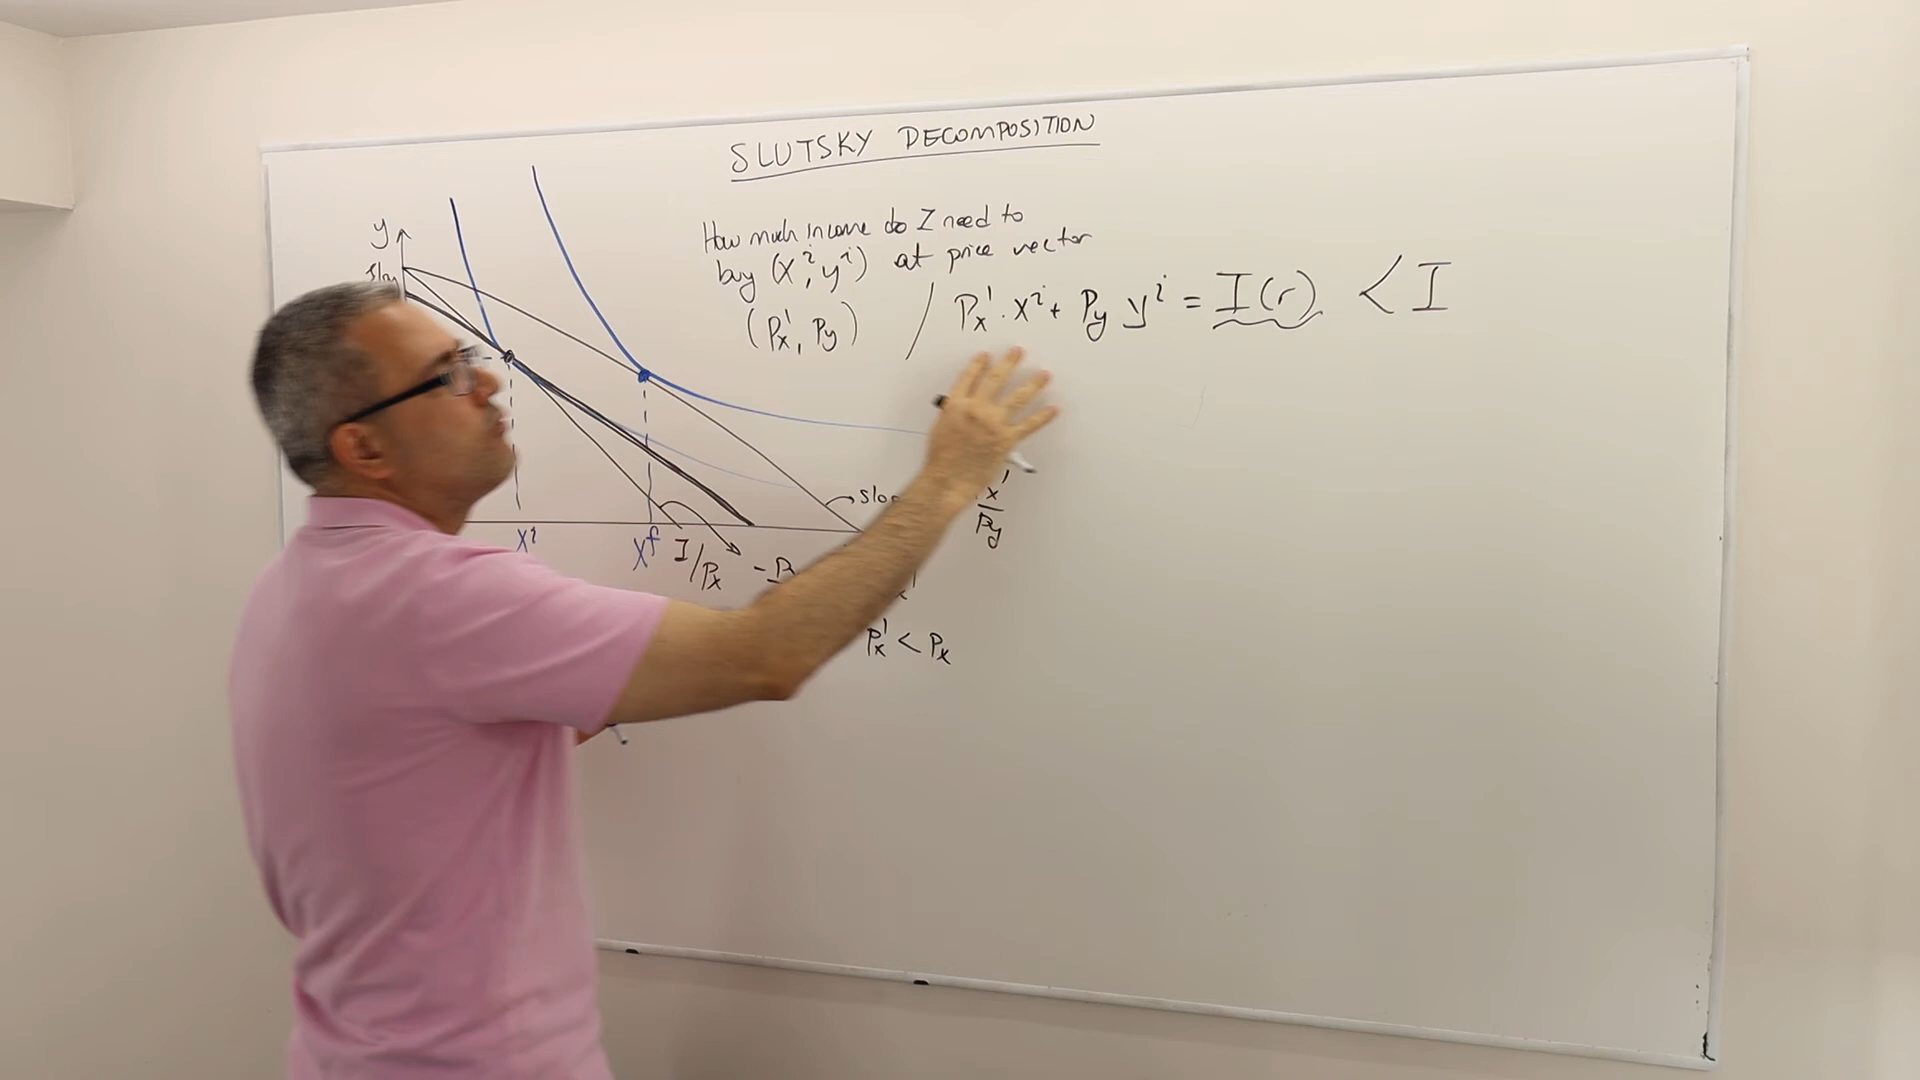 SLUTSKY DECOMPOSITION
How much income do I need to
buy (x^i, y^i) at price vector
(Px', Py) / Px' · x^i + Py y^i = I(r) < I
y
x^i
x^f
I/Px
x'
Py
Px' < Px